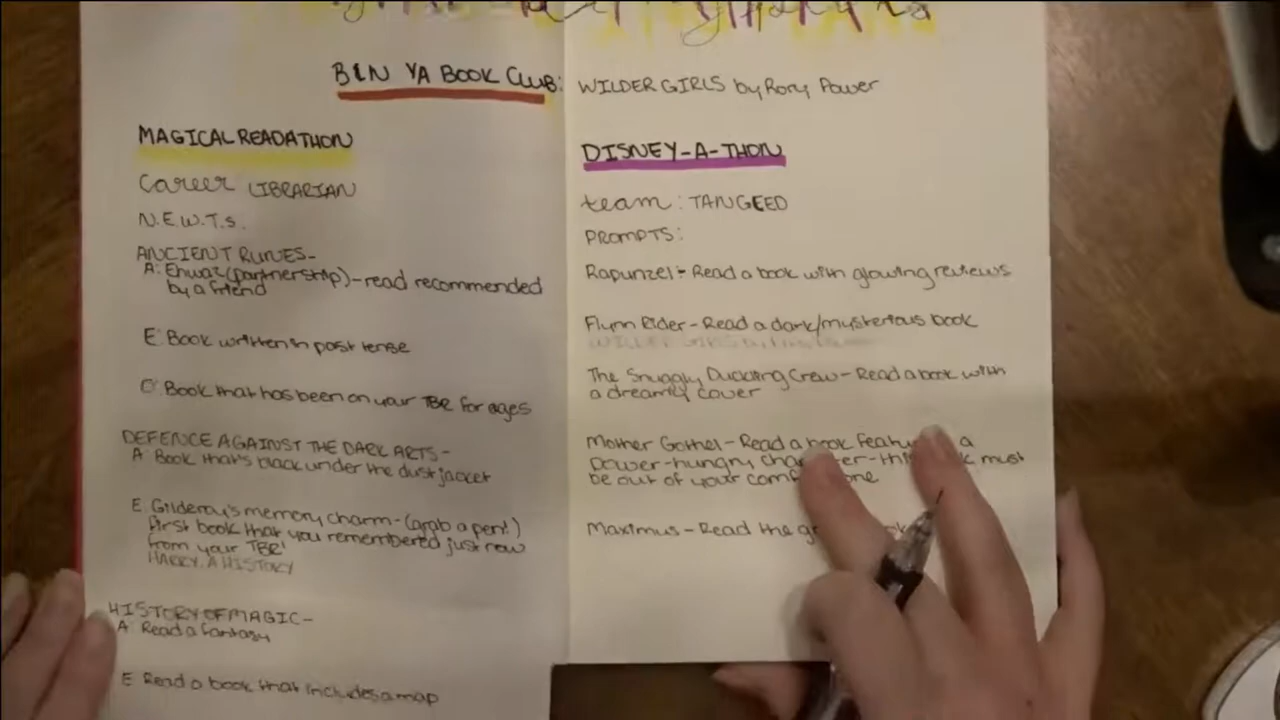 BLN YA BOOK CLUB: WILDER GIRLS by Rory Power
MAGICAL READATHON
Career LIBRARIAN
N.E.W.T.s.
ANCIENT RUNES-
A: Ehwaz (partnership) - read recommended
by a friend
E: Book written in past tense
O: Book that has been on your TBR for ages
DEFENCE AGAINST THE DARK ARTS-
A: Book that's black under the dust jacket
E: Gilderoy's memory charm - (grab a pen!)
first book that you remembered just now
from your TBR!
HARRY, A HISTORY
HISTORY OF MAGIC-
A: Read a fantasy
E: Read a book that includes a map
DISNEY-A-THON
team: TANGEED
PROMPTS:
Rapunzel - Read a book with glowing reviews
Flynn Rider - Read a dark/mysterious book
WILDER GIRLS
The Snuggly Duckling Crew - Read a book with
a dreamy cover
Mother Gothel - Read a book a
power-hungry must
be out of your
Maximus - Read the